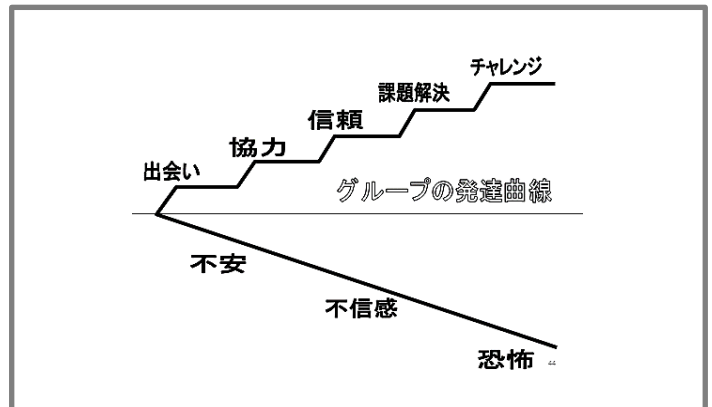 チャレンジ
課題解決
信頼
協力
出会い
グループの発達曲線
不安
不信感
恐怖
44